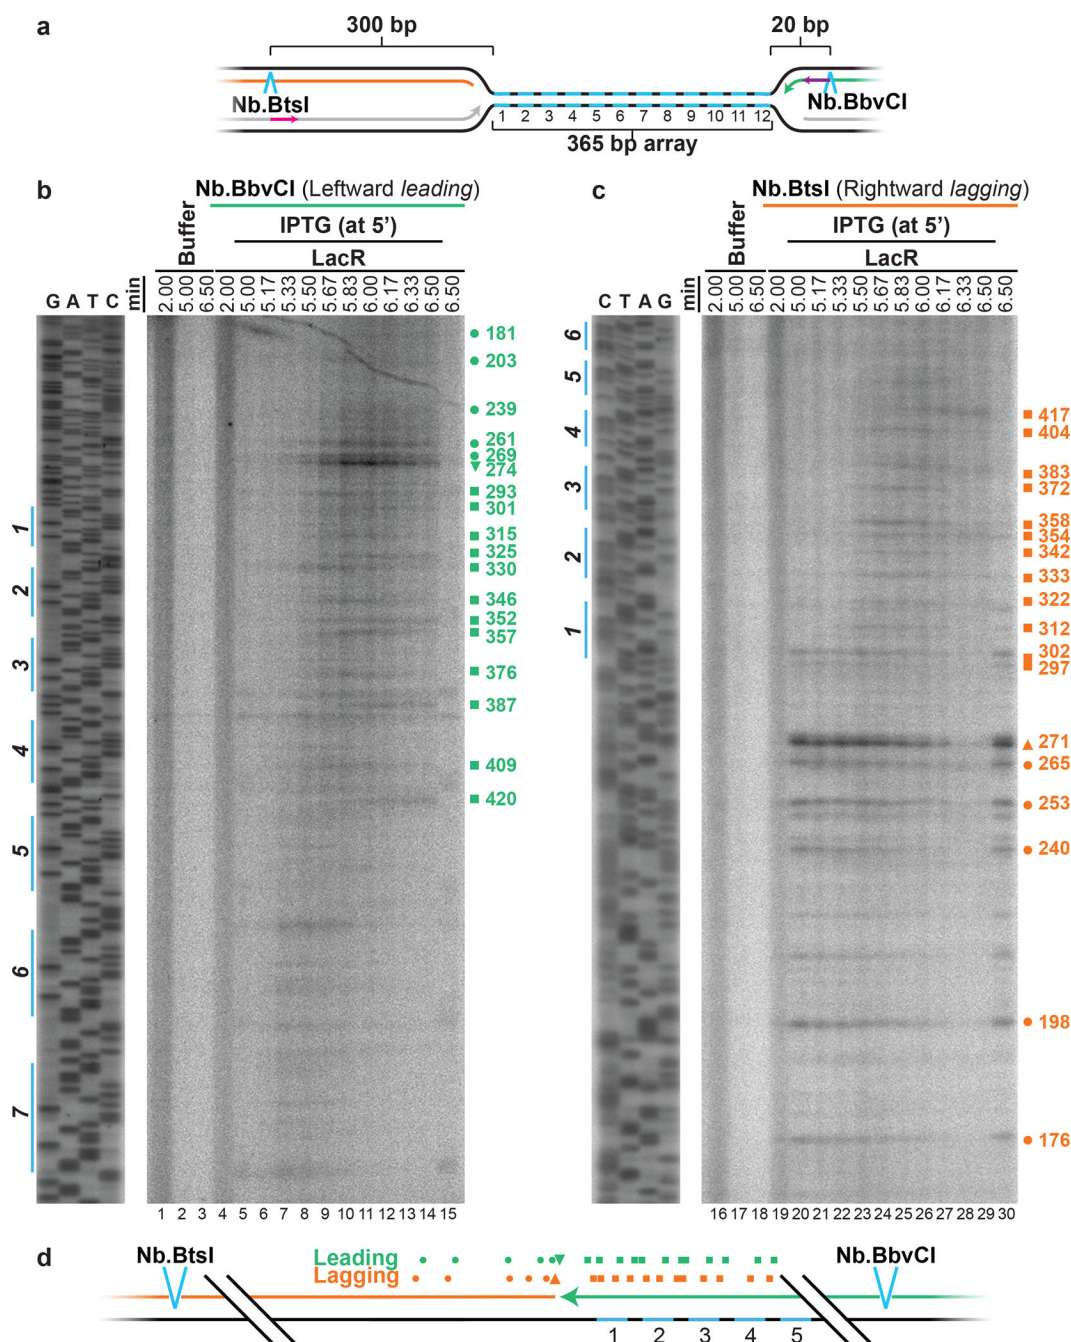 a
300 bp
20 bp
Nb.BtsI
Nb.BbvCI
1 2 3 4 5 6 7 8 9 10 11 12
365 bp array
b
Nb.BbvCI (Leftward leading)
Buffer
IPTG (at 5')
LacR
G A T C
min
2.00 5.00 6.50 2.00 5.00 5.17 5.33 5.50 5.67 5.83 6.00 6.17 6.33 6.50 6.50
181
203
239
261
269
274
293
301
315
325
330
346
352
357
376
387
409
420
1
2
3
4
5
6
7
1 2 3 4 5 6 7 8 9 10 11 12 13 14 15
c
Nb.BtsI (Rightward lagging)
Buffer
IPTG (at 5')
LacR
C T A G
min
2.00 5.00 6.50 2.00 5.00 5.17 5.33 5.50 5.67 5.83 6.00 6.17 6.33 6.50 6.50
6
5
4
3
2
1
417
404
383
372
358
354
342
333
322
312
302
297
271
265
253
240
198
176
16 17 18 19 20 21 22 23 24 25 26 27 28 29 30
d
Nb.BtsI
Leading
Lagging
Nb.BbvCI
1 2 3 4 5